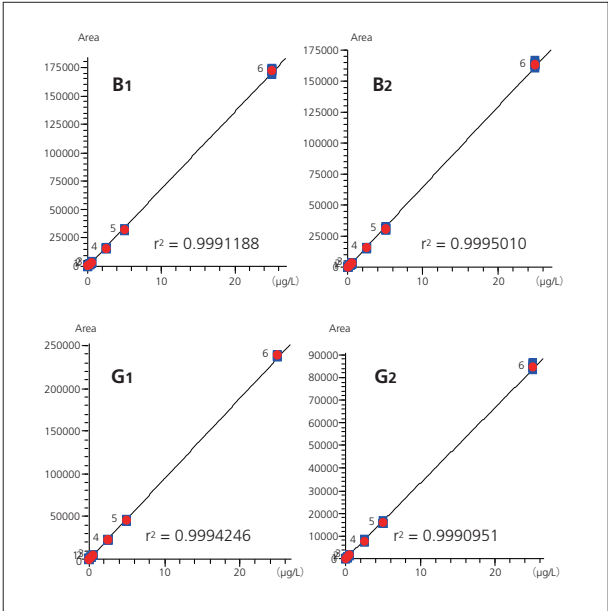 Area
B1
175000
150000
125000
100000
75000
50000
25000
0
6
5
4
r² = 0.9991188
0 10 20 (µg/L)
Area
B2
175000
150000
125000
100000
75000
50000
25000
0
6
5
4
r² = 0.9995010
0 10 20 (µg/L)
Area
G1
250000
200000
150000
100000
50000
0
6
5
4
r² = 0.9994246
0 10 20 (µg/L)
Area
G2
90000
80000
70000
60000
50000
40000
30000
20000
10000
0
6
5
4
r² = 0.9990951
0 10 20 (µg/L)